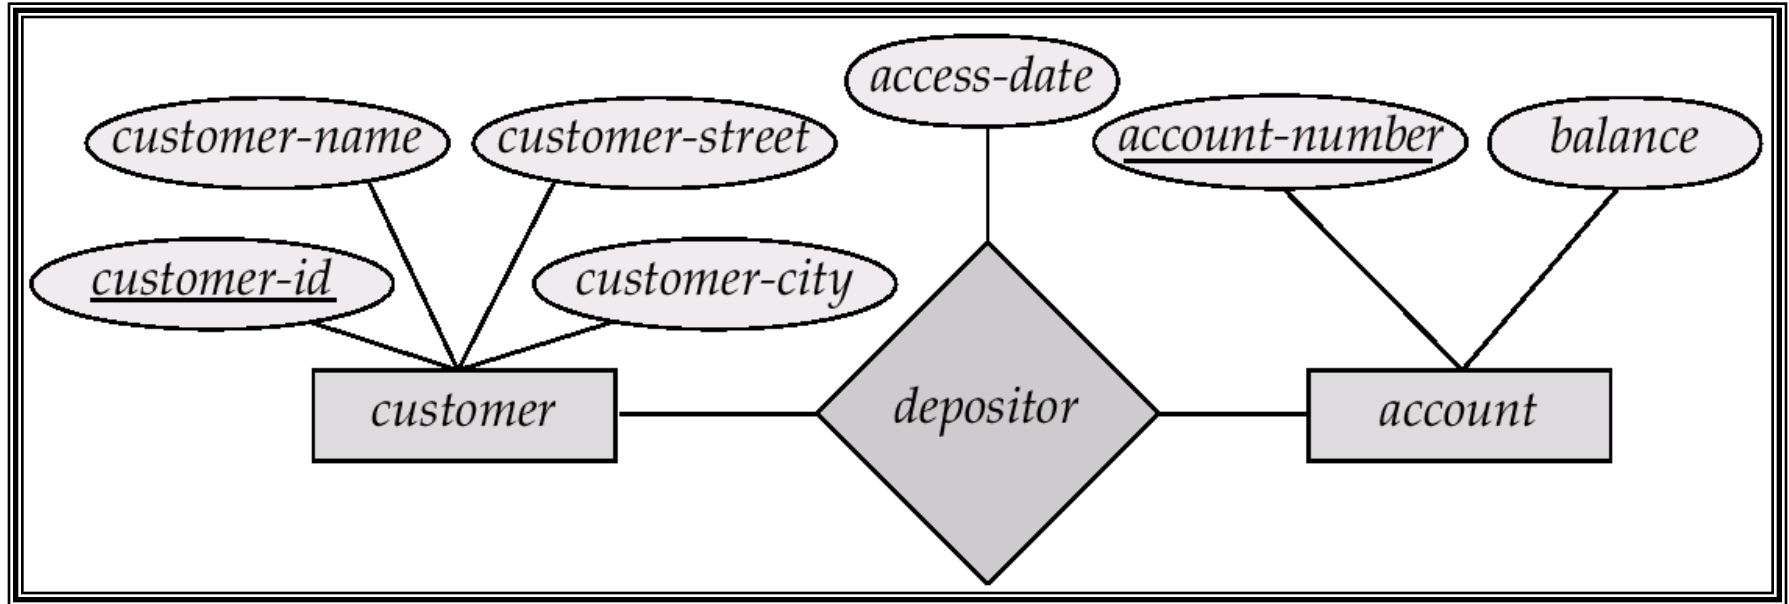 access-date
customer-name
customer-street
account-number
balance
customer-id
customer-city
customer
depositor
account